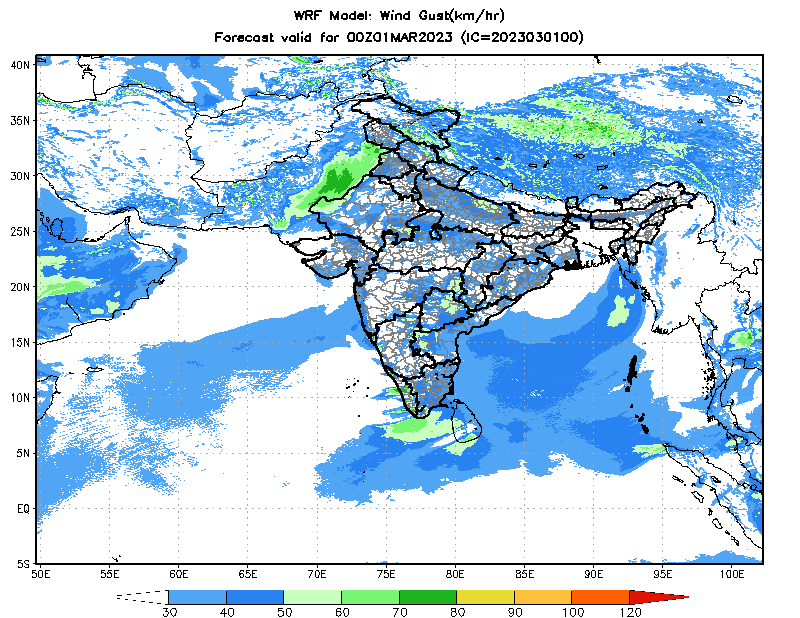 WRF Model: Wind Gust(km/hr)
Forecast valid for 00Z01MAR2023 (IC=2023030100)
40N
35N
30N
25N
20N
15N
10N
5N
EQ
5S
50E 55E 60E 65E 70E 75E 80E 85E 90E 95E 100E
30 40 50 60 70 80 90 100 120